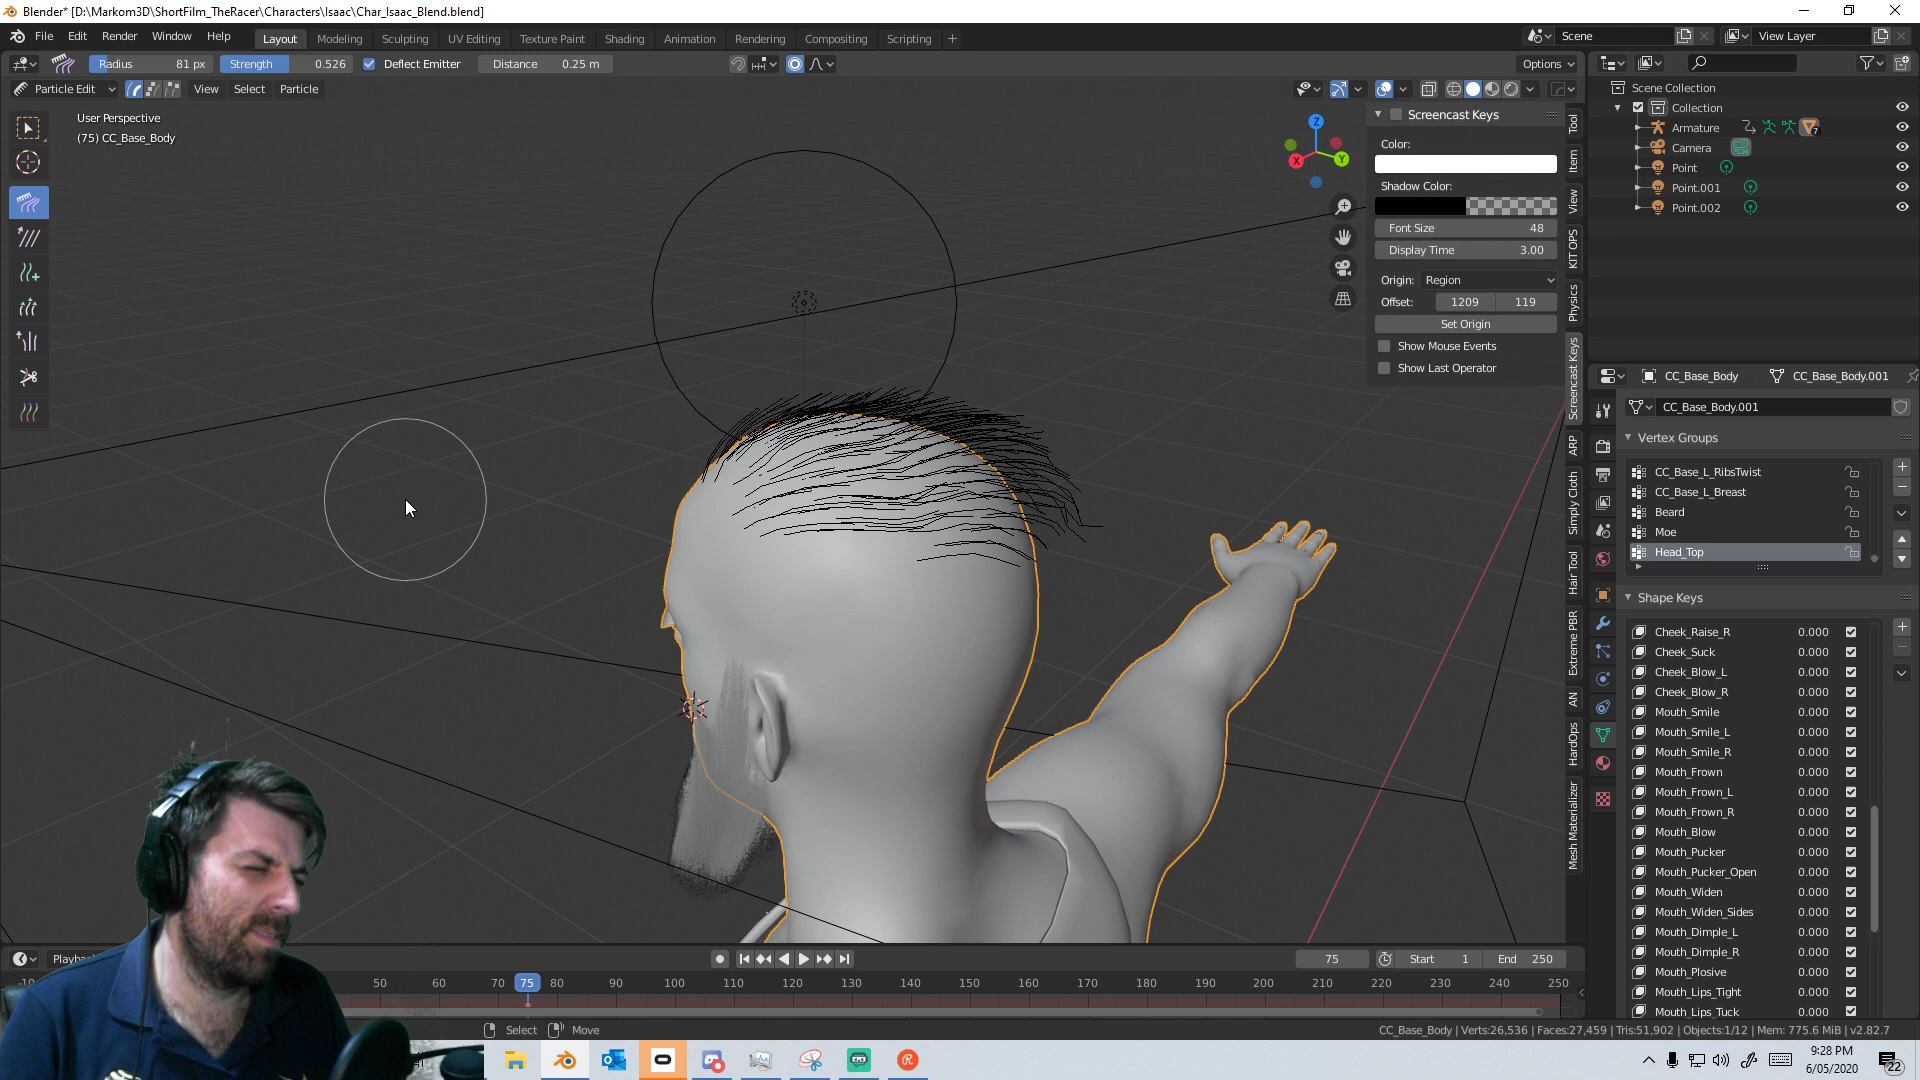 Blender* [D:\Markom3D\ShortFilm_TheRacer\Characters\Isaac\Char_Isaac_Blend.blend]
File Edit Render Window Help
Layout Modeling Sculpting UV Editing Texture Paint Shading Animation Rendering Compositing Scripting +
Scene
View Layer
Radius 81 px
Strength 0.526
Deflect Emitter
Distance 0.25 m
Options
Particle Edit
View Select Particle
User Perspective
(75) CC_Base_Body
Z
X
Y
Screencast Keys
Color:
Shadow Color:
Font Size 48
Display Time 3.00
Origin: Region
Offset: 1209 119
Set Origin
Show Mouse Events
Show Last Operator
Tool
Item
View
KIT OPS
Physics
Screencast Keys
ARP
Simply Cloth
Hair Tool
Extreme PBR
AN
HardOps
Mesh Materializer
Scene Collection
Collection
Armature 7
Camera
Point
Point.001
Point.002
CC_Base_Body CC_Base_Body.001
CC_Base_Body.001
Vertex Groups
CC_Base_L_RibsTwist
CC_Base_L_Breast
Beard
Moe
Head_Top
Shape Keys
Cheek_Raise_R 0.000
Cheek_Suck 0.000
Cheek_Blow_L 0.000
Cheek_Blow_R 0.000
Mouth_Smile 0.000
Mouth_Smile_L 0.000
Mouth_Smile_R 0.000
Mouth_Frown 0.000
Mouth_Frown_L 0.000
Mouth_Frown_R 0.000
Mouth_Blow 0.000
Mouth_Pucker 0.000
Mouth_Pucker_Open 0.000
Mouth_Widen 0.000
Mouth_Widen_Sides 0.000
Mouth_Dimple_L 0.000
Mouth_Dimple_R 0.000
Mouth_Plosive 0.000
Mouth_Lips_Tight 0.000
Mouth_Lips_Tuck 0.000
75
Start 1
End 250
50 60 70 75 80 90 100 110 120 130 140 150 160 170 180 190 200 210 220 230 240 250
Select Move
CC_Base_Body | Verts:26,536 | Faces:27,459 | Tris:51,902 | Objects:1/12 | Mem: 775.6 MiB | v2.82.7
9:28 PM
6/05/2020
22